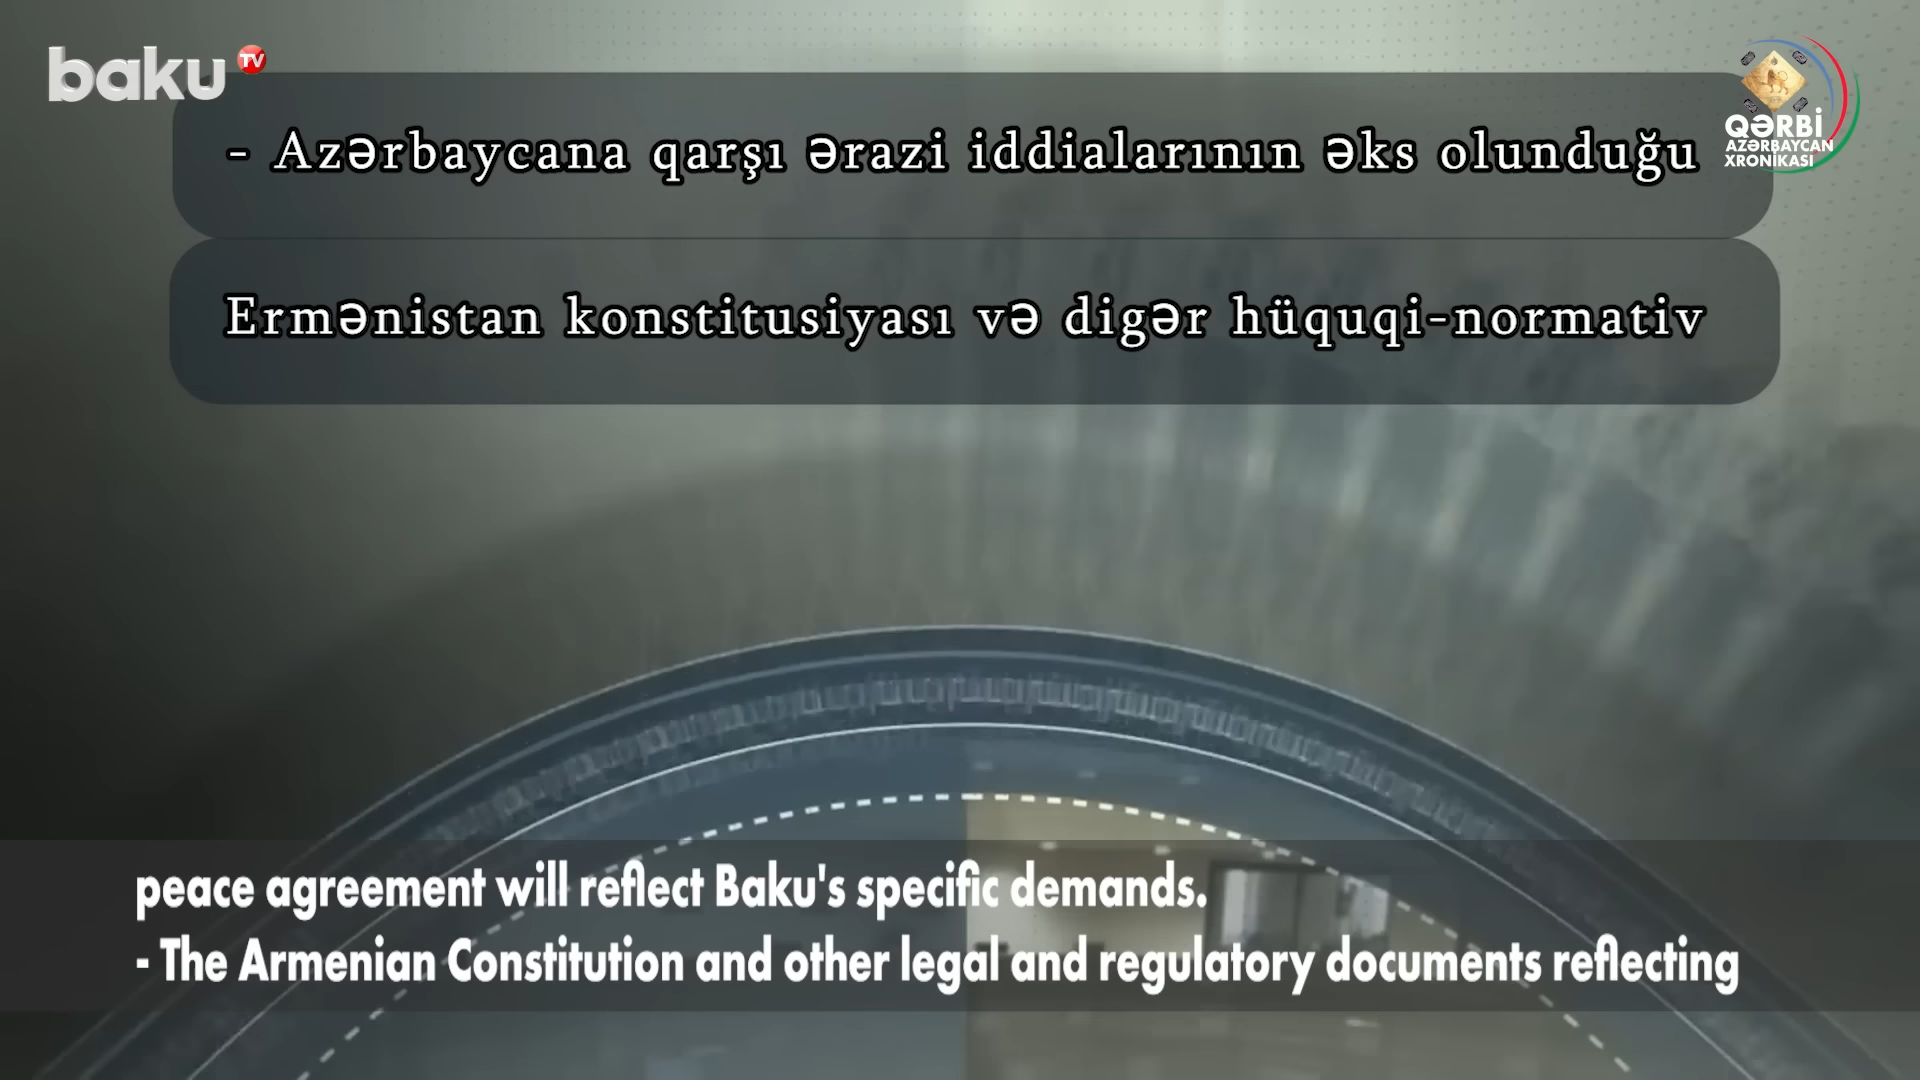 baku TV
QƏRBİ
AZƏRBAYCAN
XRONİKASI
- Azərbaycana qarşı ərazi iddialarının əks olunduğu
Ermənistan konstitusiyası və digər hüquqi-normativ
peace agreement will reflect Baku's specific demands.
- The Armenian Constitution and other legal and regulatory documents reflecting